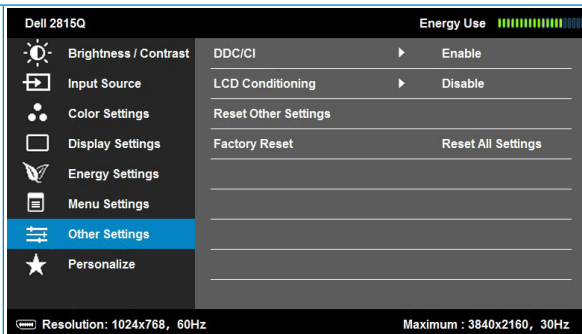 Dell 2815Q Energy Use
Brightness / Contrast DDC/CI Enable
Input Source LCD Conditioning Disable
Color Settings Reset Other Settings
Display Settings Factory Reset Reset All Settings
Energy Settings
Menu Settings
Other Settings
Personalize
Resolution: 1024x768, 60Hz Maximum : 3840x2160, 30Hz